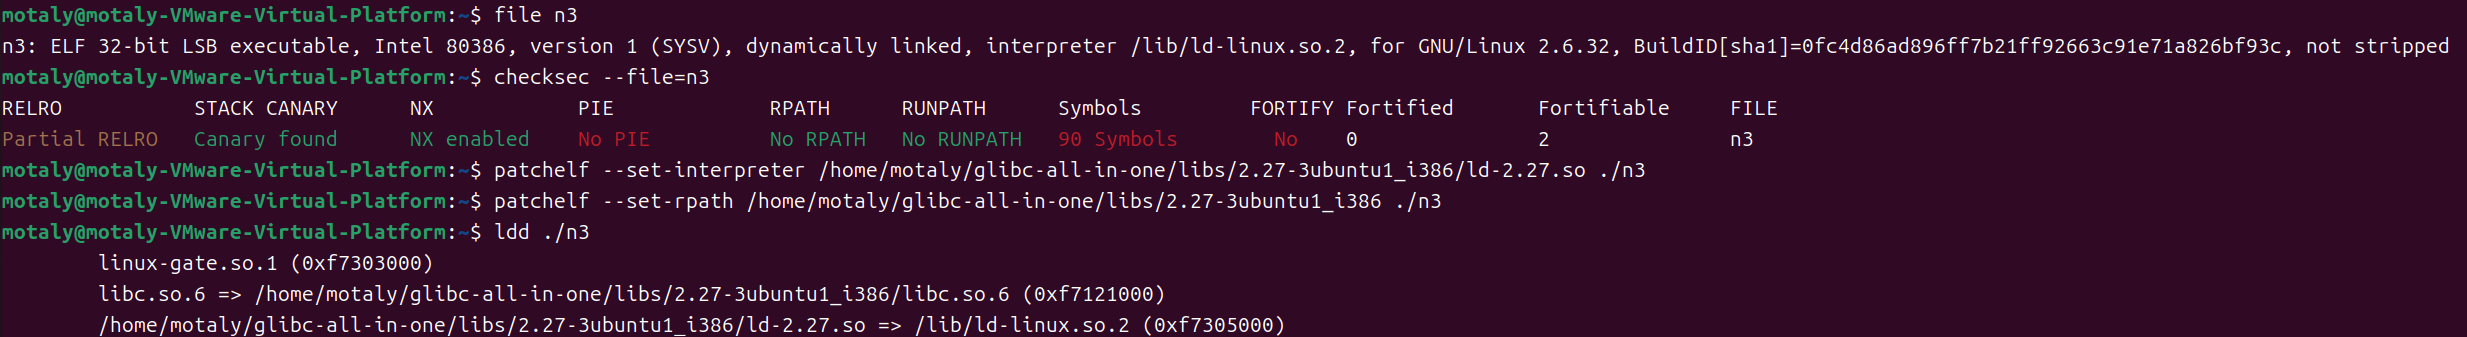 motaly@motaly-VMware-Virtual-Platform:~$ file n3
n3: ELF 32-bit LSB executable, Intel 80386, version 1 (SYSV), dynamically linked, interpreter /lib/ld-linux.so.2, for GNU/Linux 2.6.32, BuildID[sha1]=0fc4d86ad896ff7b21ff92663c91e71a826bf93c, not stripped
motaly@motaly-VMware-Virtual-Platform:~$ checksec --file=n3
RELRO           STACK CANARY      NX            PIE             RPATH      RUNPATH      Symbols         FORTIFY Fortified       Fortifiable     FILE
Partial RELRO   Canary found      NX enabled    No PIE          No RPATH   No RUNPATH   90 Symbols        No    0               2               n3
motaly@motaly-VMware-Virtual-Platform:~$ patchelf --set-interpreter /home/motaly/glibc-all-in-one/libs/2.27-3ubuntu1_i386/ld-2.27.so ./n3
motaly@motaly-VMware-Virtual-Platform:~$ patchelf --set-rpath /home/motaly/glibc-all-in-one/libs/2.27-3ubuntu1_i386 ./n3
motaly@motaly-VMware-Virtual-Platform:~$ ldd ./n3
        linux-gate.so.1 (0xf7303000)
        libc.so.6 => /home/motaly/glibc-all-in-one/libs/2.27-3ubuntu1_i386/libc.so.6 (0xf7121000)
        /home/motaly/glibc-all-in-one/libs/2.27-3ubuntu1_i386/ld-2.27.so => /lib/ld-linux.so.2 (0xf7305000)